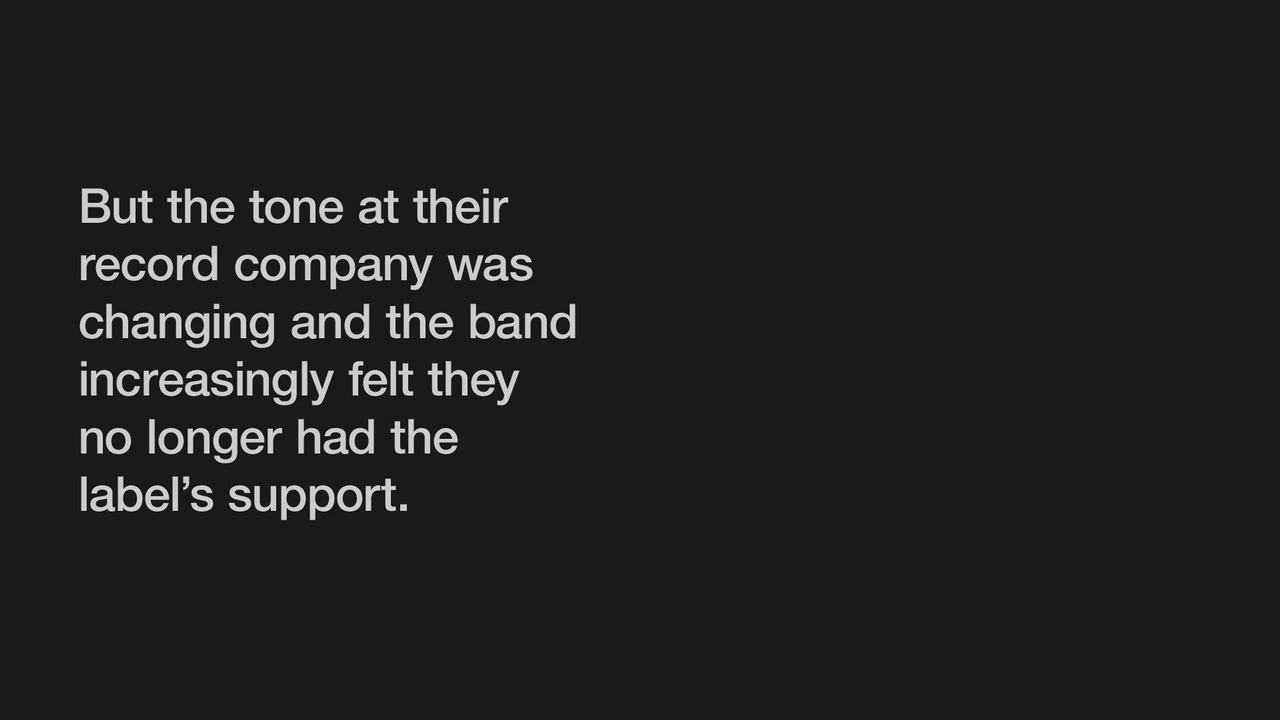 But the tone at their
record company was
changing and the band
increasingly felt they
no longer had the
label’s support.